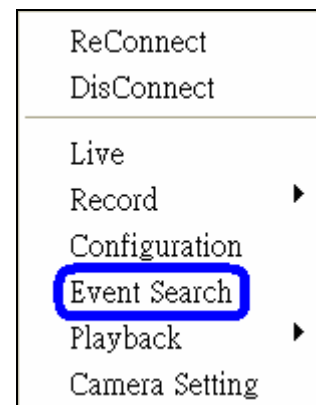 ReConnect
DisConnect
Live
Record
Configuration
Event Search
Playback
Camera Setting